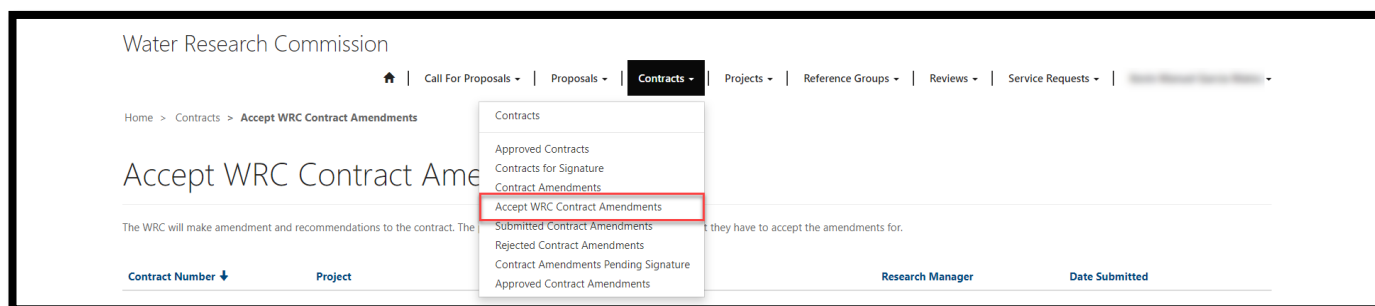 Water Research Commission
Call For Proposals | Proposals | Contracts | Projects | Reference Groups | Reviews | Service Requests |
Home > Contracts > Accept WRC Contract Amendments
Contracts
Approved Contracts
Accept WRC Contract Ame
Contracts for Signature
Contract Amendments
Accept WRC Contract Amendments
The WRC will make amendment and recommendations to the contract. The
Submitted Contract Amendments
t they have to accept the amendments for.
Rejected Contract Amendments
Contract Amendments Pending Signature
Contract Number Project Research Manager Date Submitted
Approved Contract Amendments